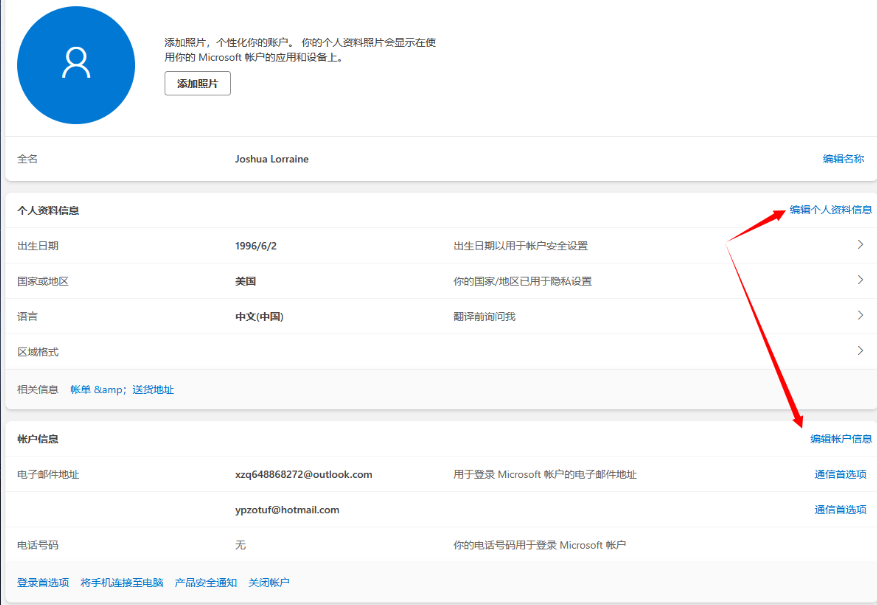 添加照片，个性化你的账户。 你的个人资料照片会显示在使
用你的 Microsoft 帐户的应用和设备上。
添加照片
全名 Joshua Lorraine 编辑名称
个人资料信息 编辑个人资料信息
出生日期 1996/6/2 出生日期以用于帐户安全设置
国家或地区 美国 你的国家/地区已用于隐私设置
语言 中文(中国) 翻译前询问我
区域格式
相关信息 帐单 &amp；送货地址
帐户信息 编辑帐户信息
电子邮件地址 xzq648868272@outlook.com 用于登录 Microsoft 帐户的电子邮件地址 通信首选项
ypzotuf@hotmail.com 通信首选项
电话号码 无 你的电话号码用于登录 Microsoft 帐户
登录首选项 将手机连接至电脑 产品安全通知 关闭帐户